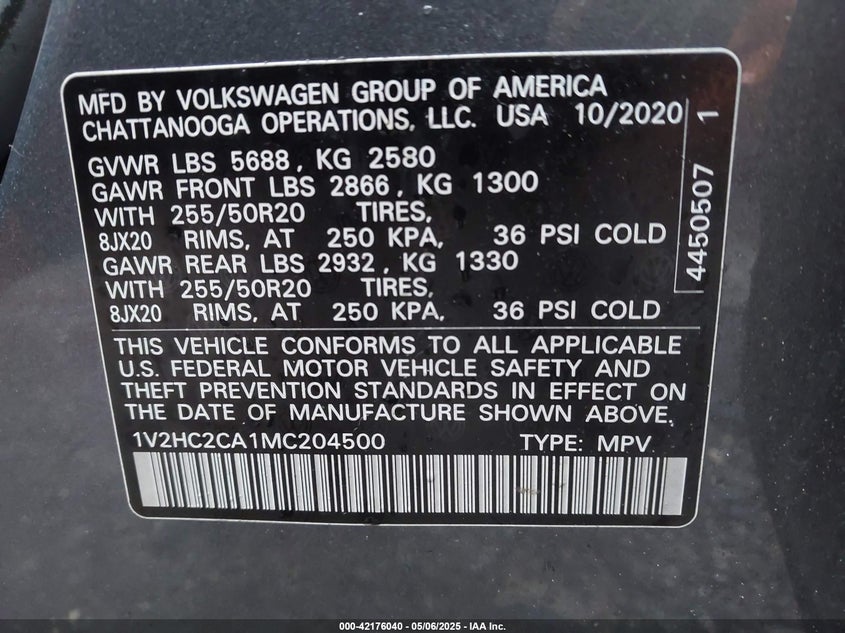 MFD BY VOLKSWAGEN GROUP OF AMERICA
CHATTANOOGA OPERATIONS, LLC. USA 10/2020
GVWR LBS 5688, KG 2580
GAWR FRONT LBS 2866, KG 1300
WITH 255/50R20 TIRES,
8JX20 RIMS, AT 250 KPA, 36 PSI COLD
GAWR REAR LBS 2932, KG 1330
WITH 255/50R20 TIRES,
8JX20 RIMS, AT 250 KPA, 36 PSI COLD
4450507 1
THIS VEHICLE CONFORMS TO ALL APPLICABLE
U.S. FEDERAL MOTOR VEHICLE SAFETY AND
THEFT PREVENTION STANDARDS IN EFFECT ON
THE DATE OF MANUFACTURE SHOWN ABOVE.
1V2HC2CA1MC204500 TYPE: MPV
000-42176040 - 05/06/2025 - IAA Inc.